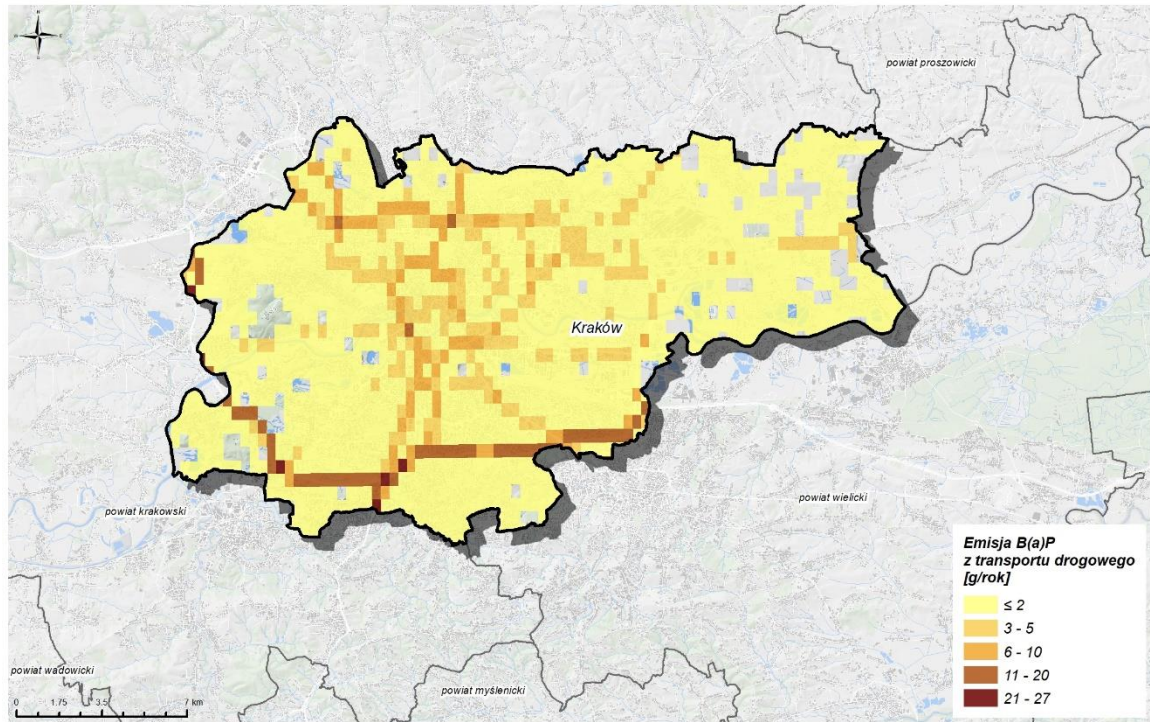 powiat proszowicki
Kraków
powiat krakowski
powiat wielicki
powiat wadowicki
powiat myślenicki
0 1.75 3.5 7 km
Emisja B(a)P
z transportu drogowego
[g/rok]
≤ 2
3 - 5
6 - 10
11 - 20
21 - 27